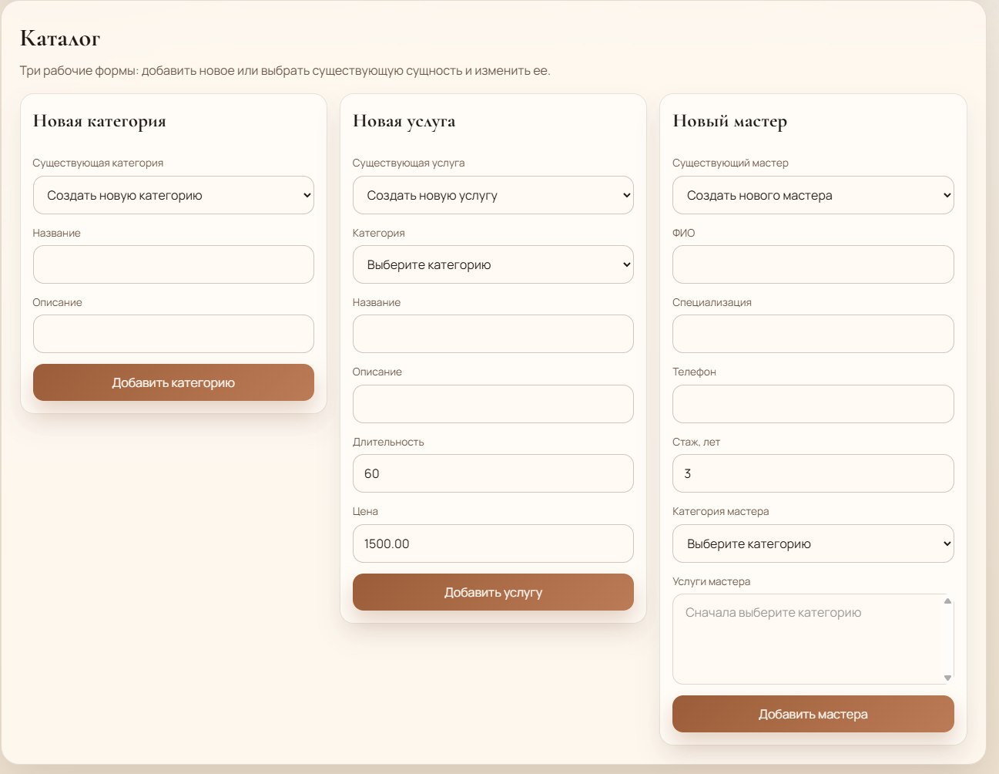 Каталог
Три рабочие формы: добавить новое или выбрать существующую сущность и изменить ее.
Новая категория
Существующая категория
Создать новую категорию
Название
Описание
Добавить категорию
Новая услуга
Существующая услуга
Создать новую услугу
Категория
Выберите категорию
Название
Описание
Длительность
60
Цена
1500.00
Добавить услугу
Новый мастер
Существующий мастер
Создать нового мастера
ФИО
Специализация
Телефон
Стаж, лет
3
Категория мастера
Выберите категорию
Услуги мастера
Сначала выберите категорию
Добавить мастера